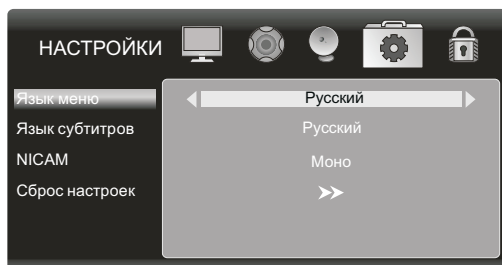 НАСТРОЙКИ
Язык меню Русский
Язык субтитров Русский
NICAM Моно
Сброс настроек